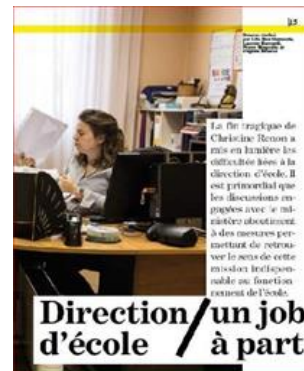 La fin tragique de
Christine Renon a
mis en lumière les
difficultés liées à la
direction d'école. Il
est primordial que
les discussions en-
gagées avec le mi-
nistère aboutissent
à des mesures per-
mettant de retrou-
ver le sens de cette
mission indispen-
sable au fonction-
nement de l'école.
Direction / un job
d'école / à part